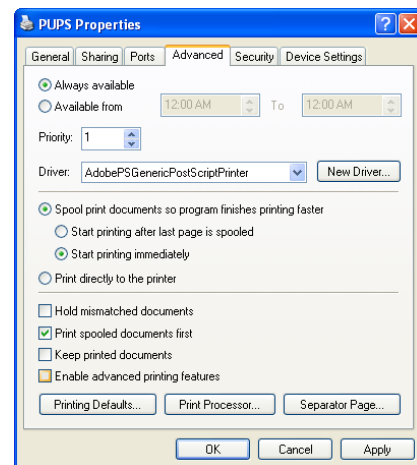 PUPS Properties
General Sharing Ports Advanced Security Device Settings
Always available
Available from 12:00 AM To 12:00 AM
Priority: 1
Driver: AdobePSGenericPostScriptPrinter New Driver...
Spool print documents so program finishes printing faster
Start printing after last page is spooled
Start printing immediately
Print directly to the printer
Hold mismatched documents
Print spooled documents first
Keep printed documents
Enable advanced printing features
Printing Defaults... Print Processor... Separator Page...
OK Cancel Apply